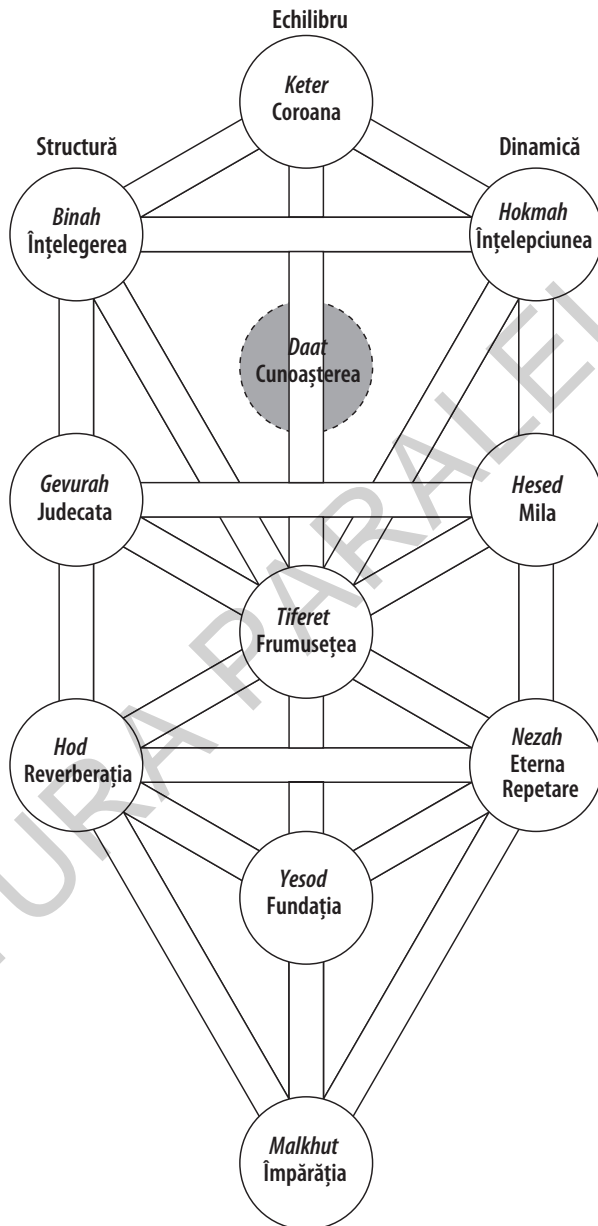 Echilibru
Keter
Coroana
Structură
Dinamică
Binah
Înțelegerea
Hokmah
Înțelepciunea
Daat
Cunoașterea
Gevurah
Judecata
Hesed
Mila
Tiferet
Frumusețea
Hod
Reverberația
Nezah
Eterna
Repetare
Yesod
Fundația
Malkhut
Împărăția